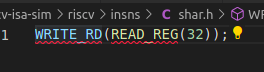 v-isa-sim > riscv > insns > C shar.h > WR
1 WRITE_RD(READ_REG(32));